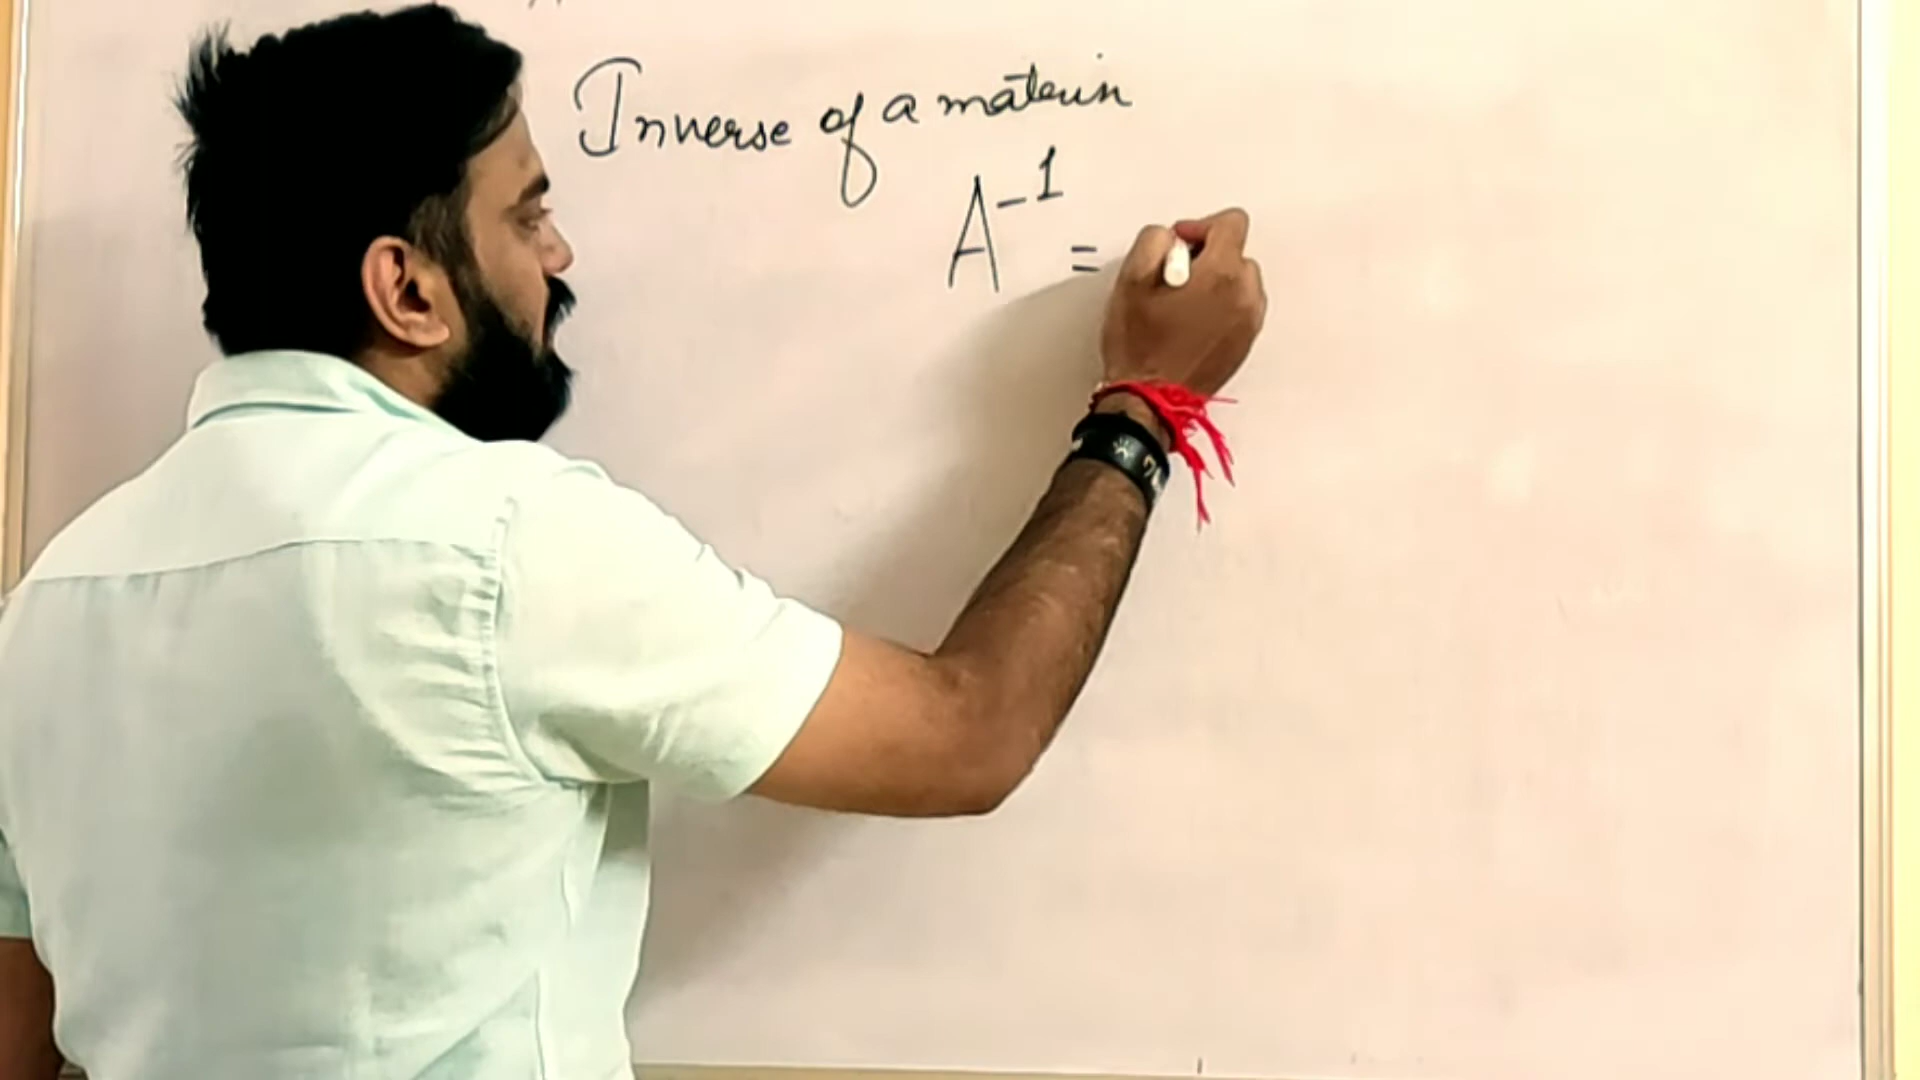 Inverse of a matrix
A⁻¹ =